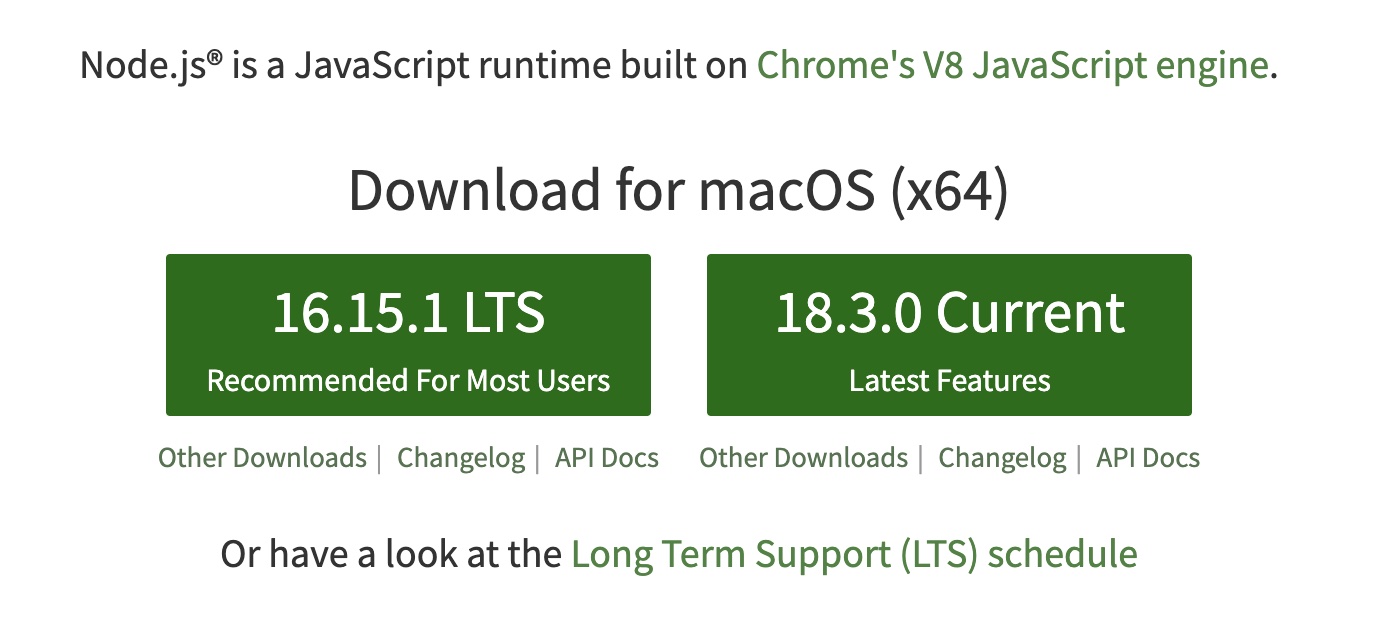 Node.js® is a JavaScript runtime built on Chrome's V8 JavaScript engine.
Download for macOS (x64)
16.15.1 LTS
Recommended For Most Users
Other Downloads | Changelog | API Docs
18.3.0 Current
Latest Features
Other Downloads | Changelog | API Docs
Or have a look at the Long Term Support (LTS) schedule